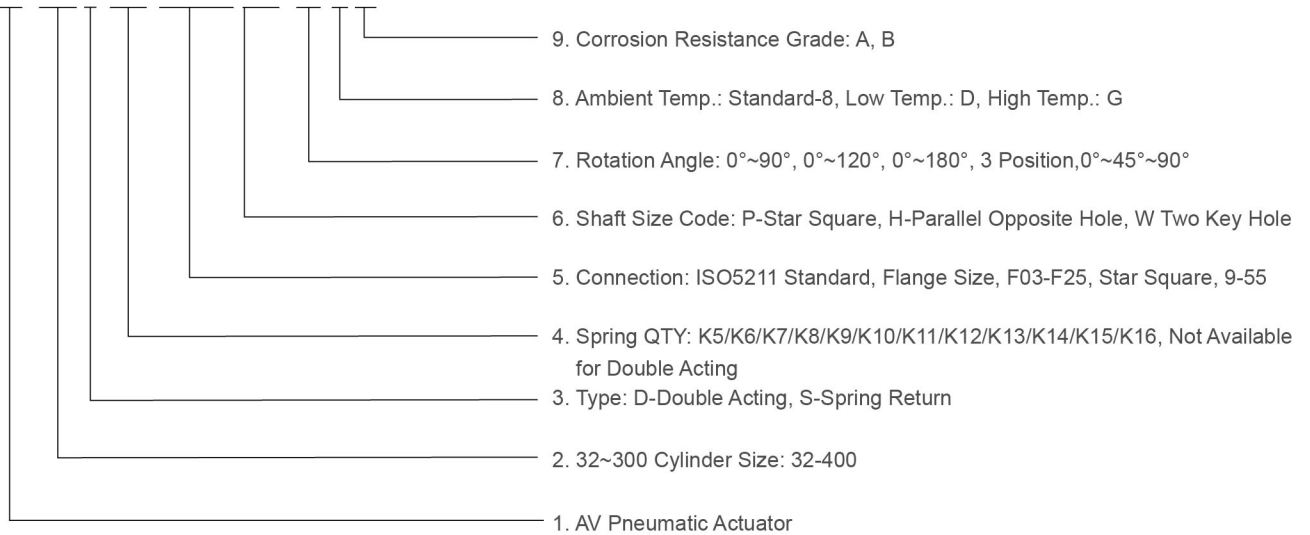 9. Corrosion Resistance Grade: A, B
8. Ambient Temp.: Standard-8, Low Temp.: D, High Temp.: G
7. Rotation Angle: 0°~90°, 0°~120°, 0°~180°, 3 Position,0°~45°~90°
6. Shaft Size Code: P-Star Square, H-Parallel Opposite Hole, W Two Key Hole
5. Connection: ISO5211 Standard, Flange Size, F03-F25, Star Square, 9-55
4. Spring QTY: K5/K6/K7/K8/K9/K10/K11/K12/K13/K14/K15/K16, Not Available
for Double Acting
3. Type: D-Double Acting, S-Spring Return
2. 32~300 Cylinder Size: 32-400
1. AV Pneumatic Actuator